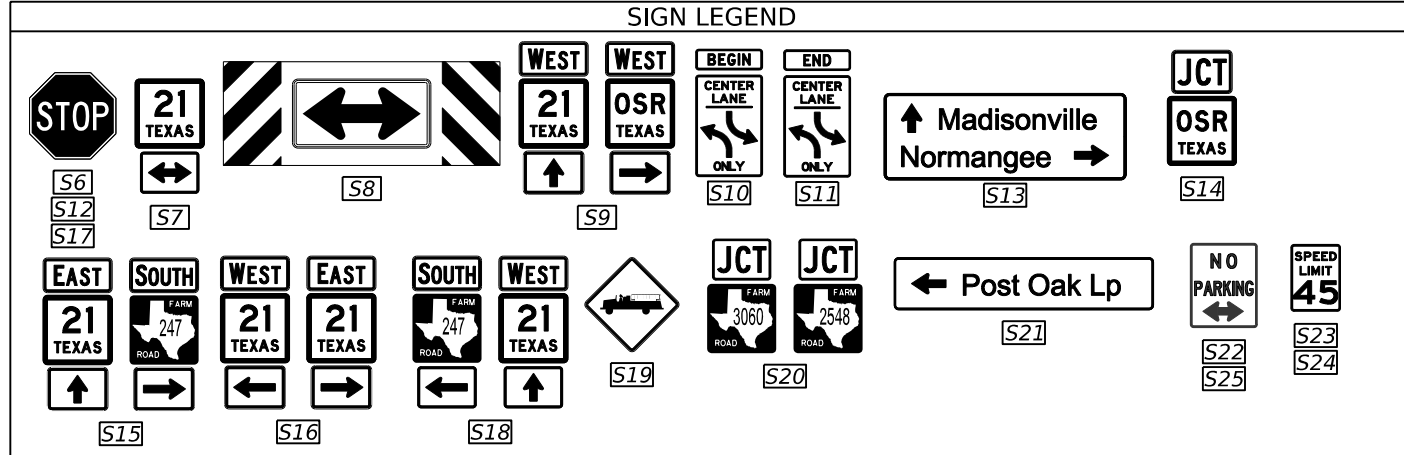 SIGN LEGEND
STOP
S6
S12
S17
21
TEXAS
S7
S8
WEST
21
TEXAS
WEST
OSR
TEXAS
S9
BEGIN
CENTER
LANE
ONLY
S10
END
CENTER
LANE
ONLY
S11
Madisonville
Normangee
S13
JCT
OSR
TEXAS
S14
EAST
21
TEXAS
SOUTH
FARM
247
ROAD
S15
WEST
21
TEXAS
EAST
21
TEXAS
S16
SOUTH
FARM
247
ROAD
WEST
21
TEXAS
S18
S19
JCT
FARM
3060
ROAD
JCT
FARM
2548
ROAD
S20
Post Oak Lp
S21
NO
PARKING
S22
S25
SPEED
LIMIT
45
S23
S24